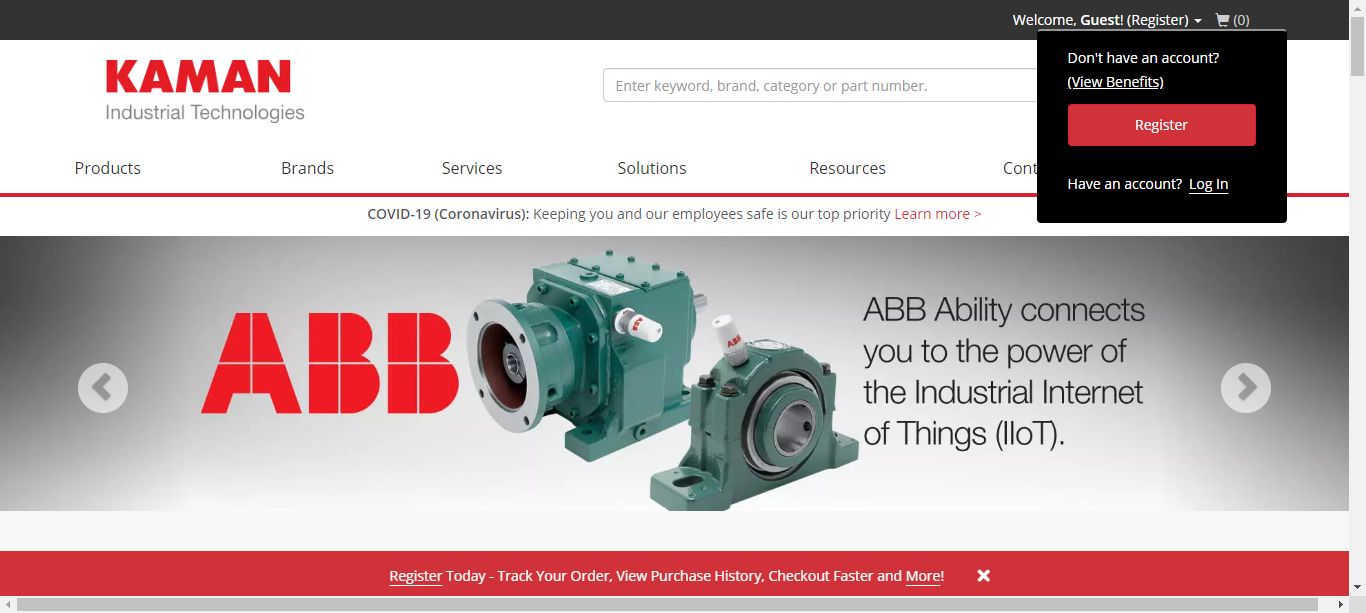 Welcome, Guest! (Register) (0)
Don't have an account?
(View Benefits)
Register
Have an account? Log In
KAMAN
Industrial Technologies
Enter keyword, brand, category or part number.
Products Brands Services Solutions Resources Cont
COVID-19 (Coronavirus): Keeping you and our employees safe is our top priority Learn more >
ABB
ABB
ABB
ABB Ability connects
you to the power of
the Industrial Internet
of Things (IIoT).
Register Today - Track Your Order, View Purchase History, Checkout Faster and More!